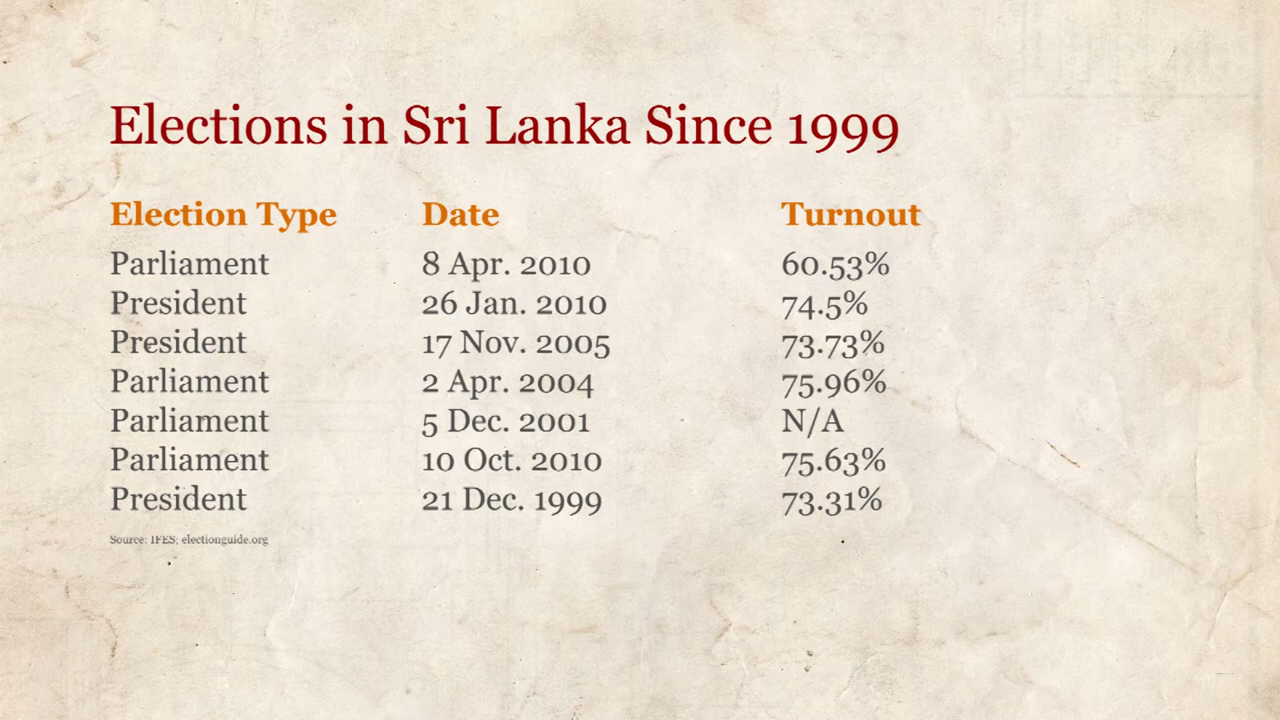 Elections in Sri Lanka Since 1999
Election Type Date Turnout
Parliament 8 Apr. 2010 60.53%
President 26 Jan. 2010 74.5%
President 17 Nov. 2005 73.73%
Parliament 2 Apr. 2004 75.96%
Parliament 5 Dec. 2001 N/A
Parliament 10 Oct. 2010 75.63%
President 21 Dec. 1999 73.31%
Source: IFES; electionguide.org